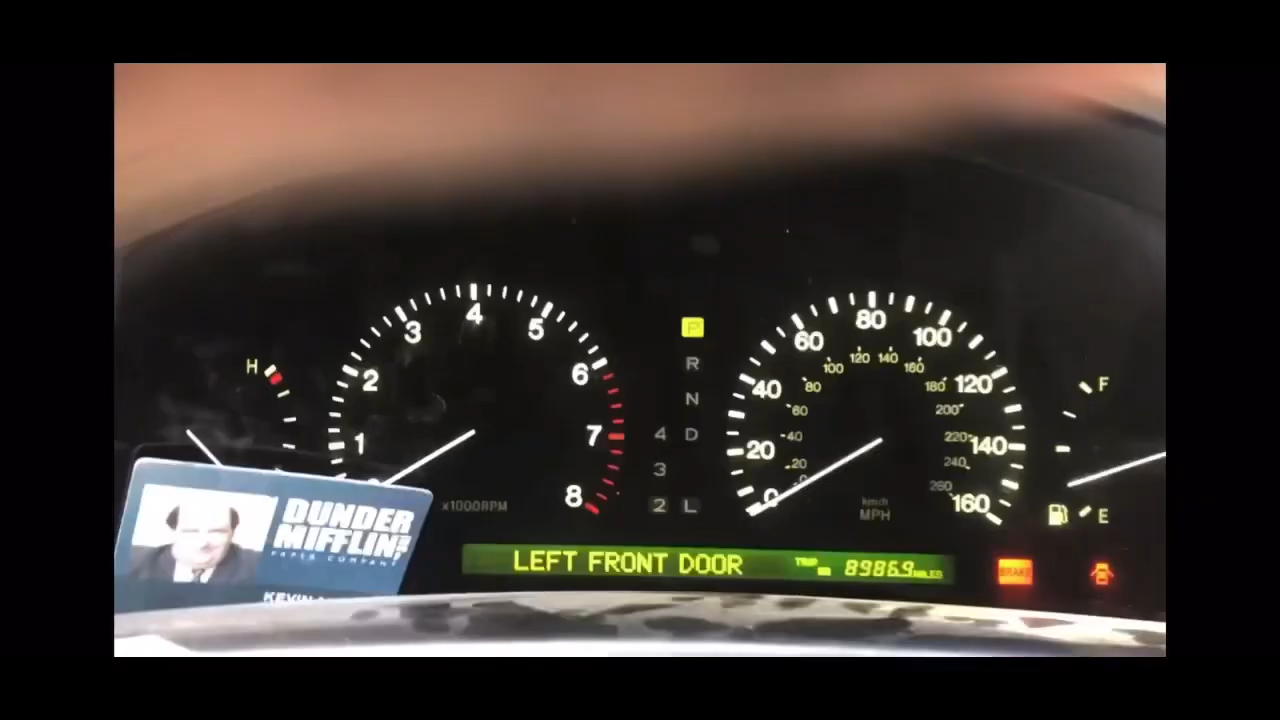 H
1
2
3
4
5
6
7
8
x1000RPM
P
R
N
4 D
3
2 L
0
20
40
60
80
100
120
140
160
20
40
60
80
100
120
140
160
180
200
220
240
260
km/h
MPH
F
E
DUNDER
MIFFLIN
PAPER COMPANY
LEFT FRONT DOOR
TRIP
89869 MILES
BRAKE